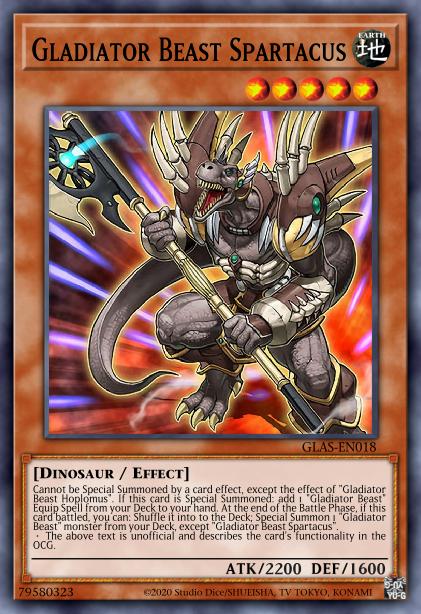 Gladiator Beast Spartacus
EARTH
地
GLAS-EN018
[Dinosaur / Effect]
Cannot be Special Summoned by a card effect, except the effect of "Gladiator
Beast Hoplomus". If this card is Special Summoned: add 1 "Gladiator Beast"
Equip Spell from your Deck to your hand. At the end of the Battle Phase, if this
card battled, you can: Shuffle it into to the Deck; Special Summon 1 "Gladiator
Beast" monster from your Deck, except "Gladiator Beast Spartacus".
· The above text is unofficial and describes the card's functionality in the
OCG.
ATK/2200 DEF/1600
79580323
©2020 Studio Dice/SHUEISHA, TV TOKYO, KONAMI